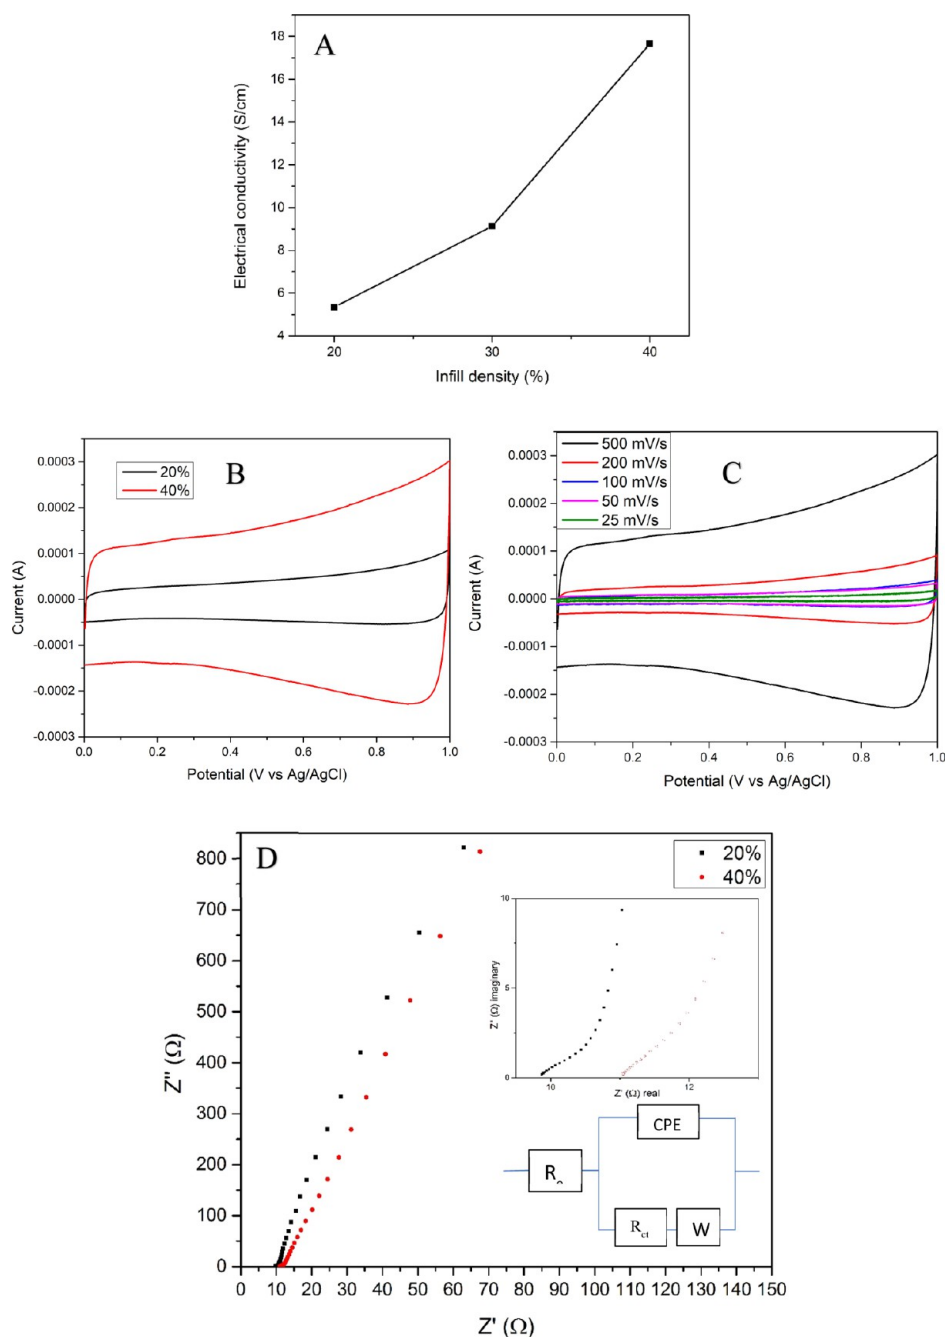 A
18
16
14
12
10
8
6
4
Electrical conductivity (S/cm)
20
30
40
Infill density (%)
B
20%
40%
0.0003
0.0002
0.0001
0.0000
-0.0001
-0.0002
-0.0003
Current (A)
0.0
0.2
0.4
0.6
0.8
1.0
Potential (V vs Ag/AgCl)
C
500 mV/s
200 mV/s
100 mV/s
50 mV/s
25 mV/s
0.0003
0.0002
0.0001
0.0000
-0.0001
-0.0002
-0.0003
Current (A)
0.0
0.2
0.4
0.6
0.8
1.0
Potential (V vs Ag/AgCl)
D
20%
40%
800
700
600
500
400
300
200
100
0
Z'' (Ω)
0 10 20 30 40 50 60 70 80 90 100 110 120 130 140 150
Z' (Ω)
10
5
0
Z' (Ω) imaginary
10
12
Z' (Ω) real
CPE
R
Rct
W